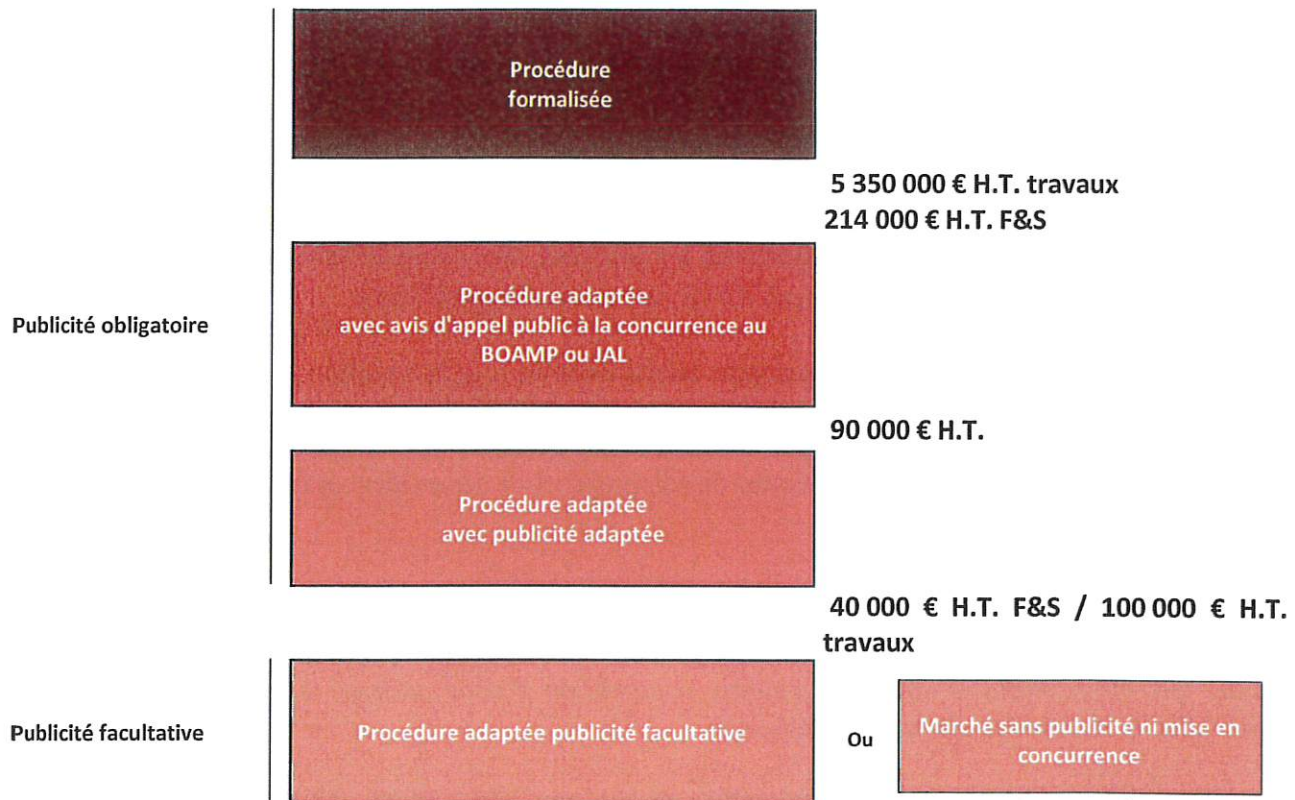 Procédure
formalisée
5 350 000 € H.T. travaux
214 000 € H.T. F&S
Publicité obligatoire
Procédure adaptée
avec avis d'appel public à la concurrence au
BOAMP ou JAL
90 000 € H.T.
Procédure adaptée
avec publicité adaptée
40 000 € H.T. F&S / 100 000 € H.T.
travaux
Publicité facultative
Procédure adaptée publicité facultative
Ou
Marché sans publicité ni mise en
concurrence